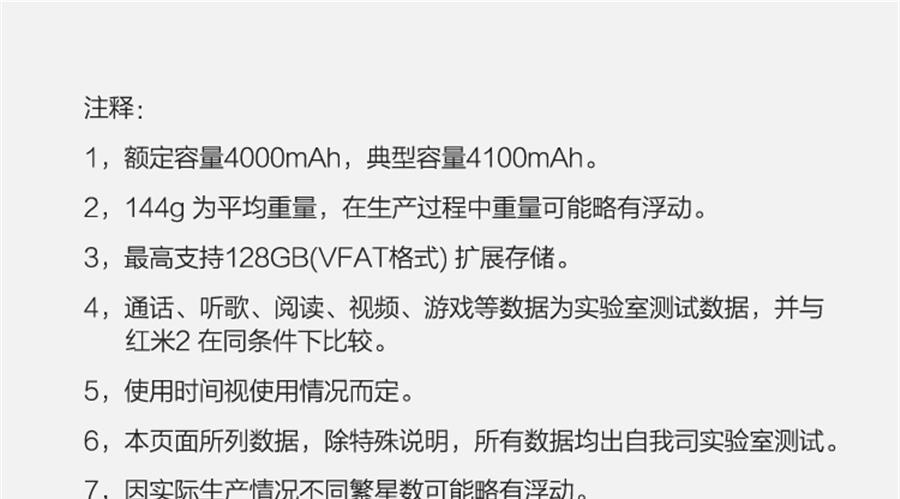 注释：
1，额定容量4000mAh，典型容量4100mAh。
2，144g 为平均重量，在生产过程中重量可能略有浮动。
3，最高支持128GB(VFAT格式) 扩展存储。
4，通话、听歌、阅读、视频、游戏等数据为实验室测试数据，并与
红米2 在同条件下比较。
5，使用时间视使用情况而定。
6，本页面所列数据，除特殊说明，所有数据均出自我司实验室测试。
7，因实际生产情况不同繁星数可能略有浮动。